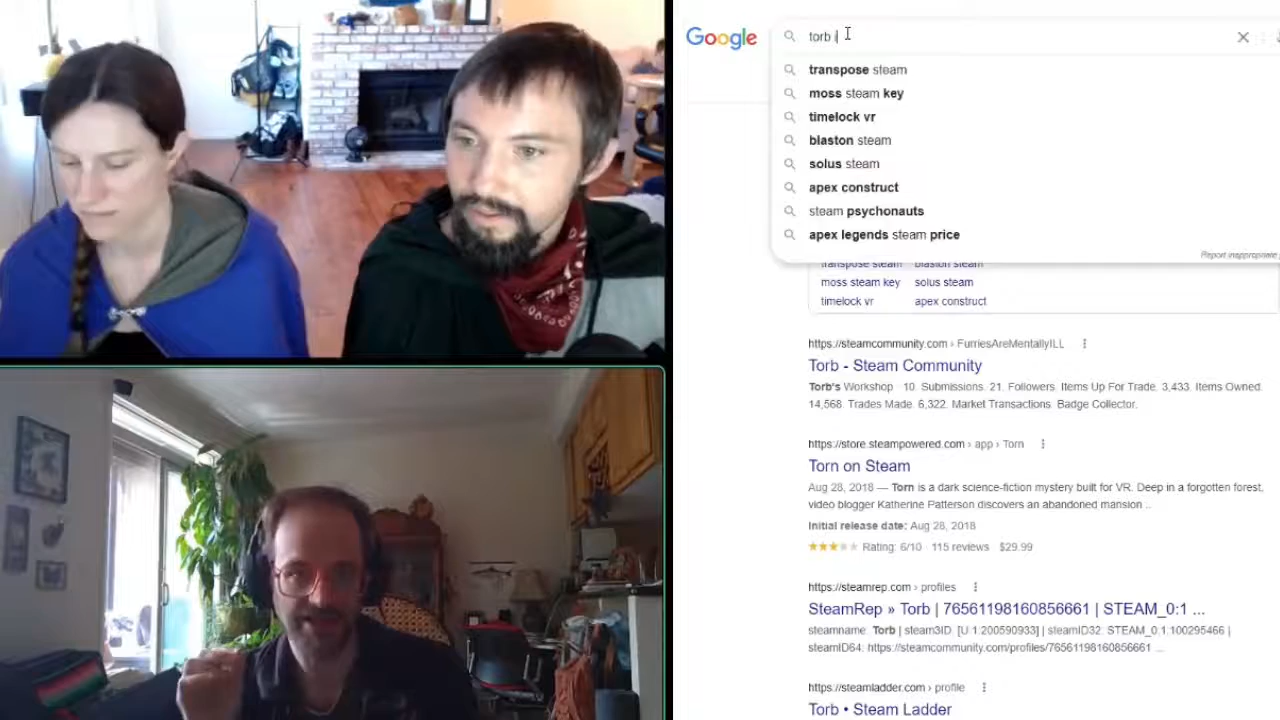 Google
torb i
transpose steam
moss steam key
timelock vr
blaston steam
solus steam
apex construct
steam psychonauts
apex legends steam price
Report inappropriate
transpose steam blaston steam
moss steam key solus steam
timelock vr apex construct
https://steamcommunity.com › FurriesAreMentallyILL
Torb - Steam Community
Torb's Workshop · 10. Submissions. 21. Followers. Items Up For Trade. 3,433. Items Owned.
14,568. Trades Made. 6,322. Market Transactions. Badge Collector.
https://store.steampowered.com › app › Torn
Torn on Steam
Aug 28, 2018 — Torn is a dark science-fiction mystery built for VR. Deep in a forgotten forest,
video blogger Katherine Patterson discovers an abandoned mansion ...
Initial release date: Aug 28, 2018
Rating: 6/10 · 115 reviews · $29.99
https://steamrep.com › profiles
SteamRep » Torb | 76561198160856661 | STEAM_0:1 ...
steamname: Torb | steam3ID: [U:1:200590933] | steamID32: STEAM_0:1:100295466 |
steamID64: https://steamcommunity.com/profiles/76561198160856661 ...
https://steamladder.com › profile
Torb • Steam Ladder